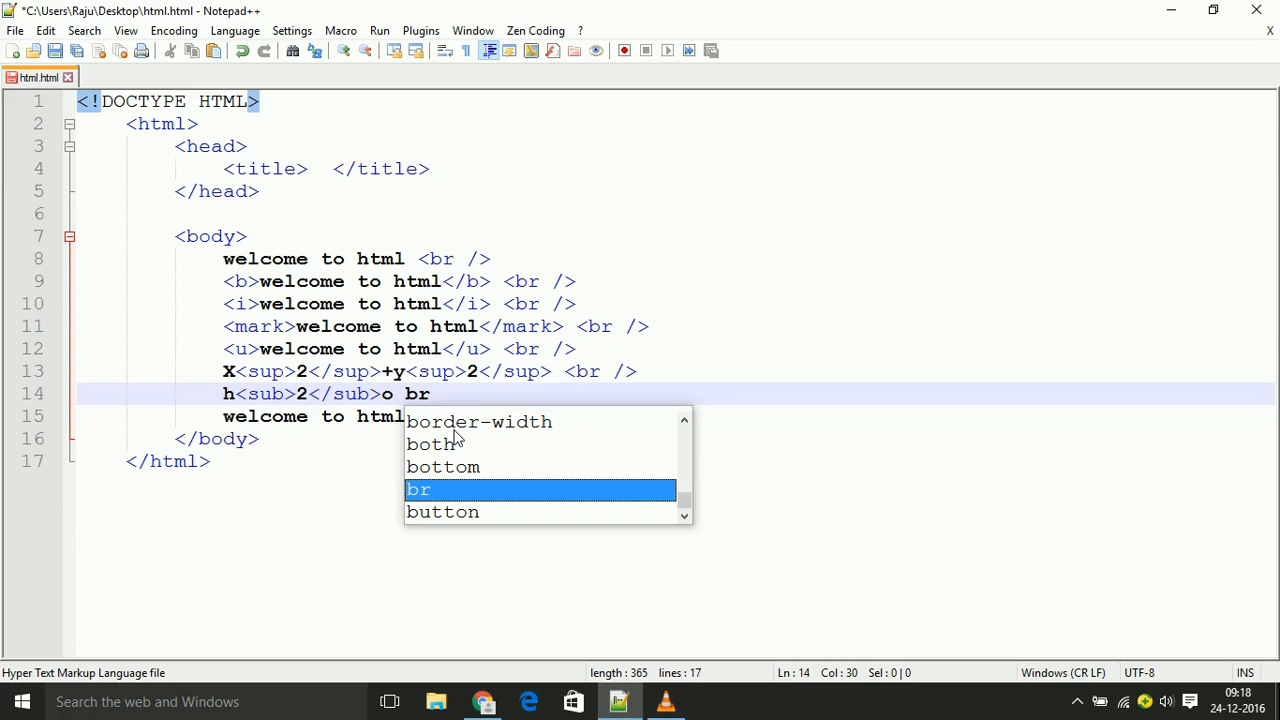 *C:\Users\Raju\Desktop\html.html - Notepad++
File Edit Search View Encoding Language Settings Macro Run Plugins Window Zen Coding ? X
html.html
1 <!DOCTYPE HTML>
2 <html>
3 <head>
4 <title> </title>
5 </head>
6
7 <body>
8 welcome to html <br />
9 <b>welcome to html</b> <br />
10 <i>welcome to html</i> <br />
11 <mark>welcome to html</mark> <br />
12 <u>welcome to html</u> <br />
13 X<sup>2</sup>+y<sup>2</sup> <br />
14 h<sub>2</sub>o br
15 welcome to html
16 </body>
17 </html>
border-width
both
bottom
br
button
Hyper Text Markup Language file length : 365 lines : 17 Ln : 14 Col : 30 Sel : 0 | 0 Windows (CR LF) UTF-8 INS
Search the web and Windows
09:18
24-12-2016